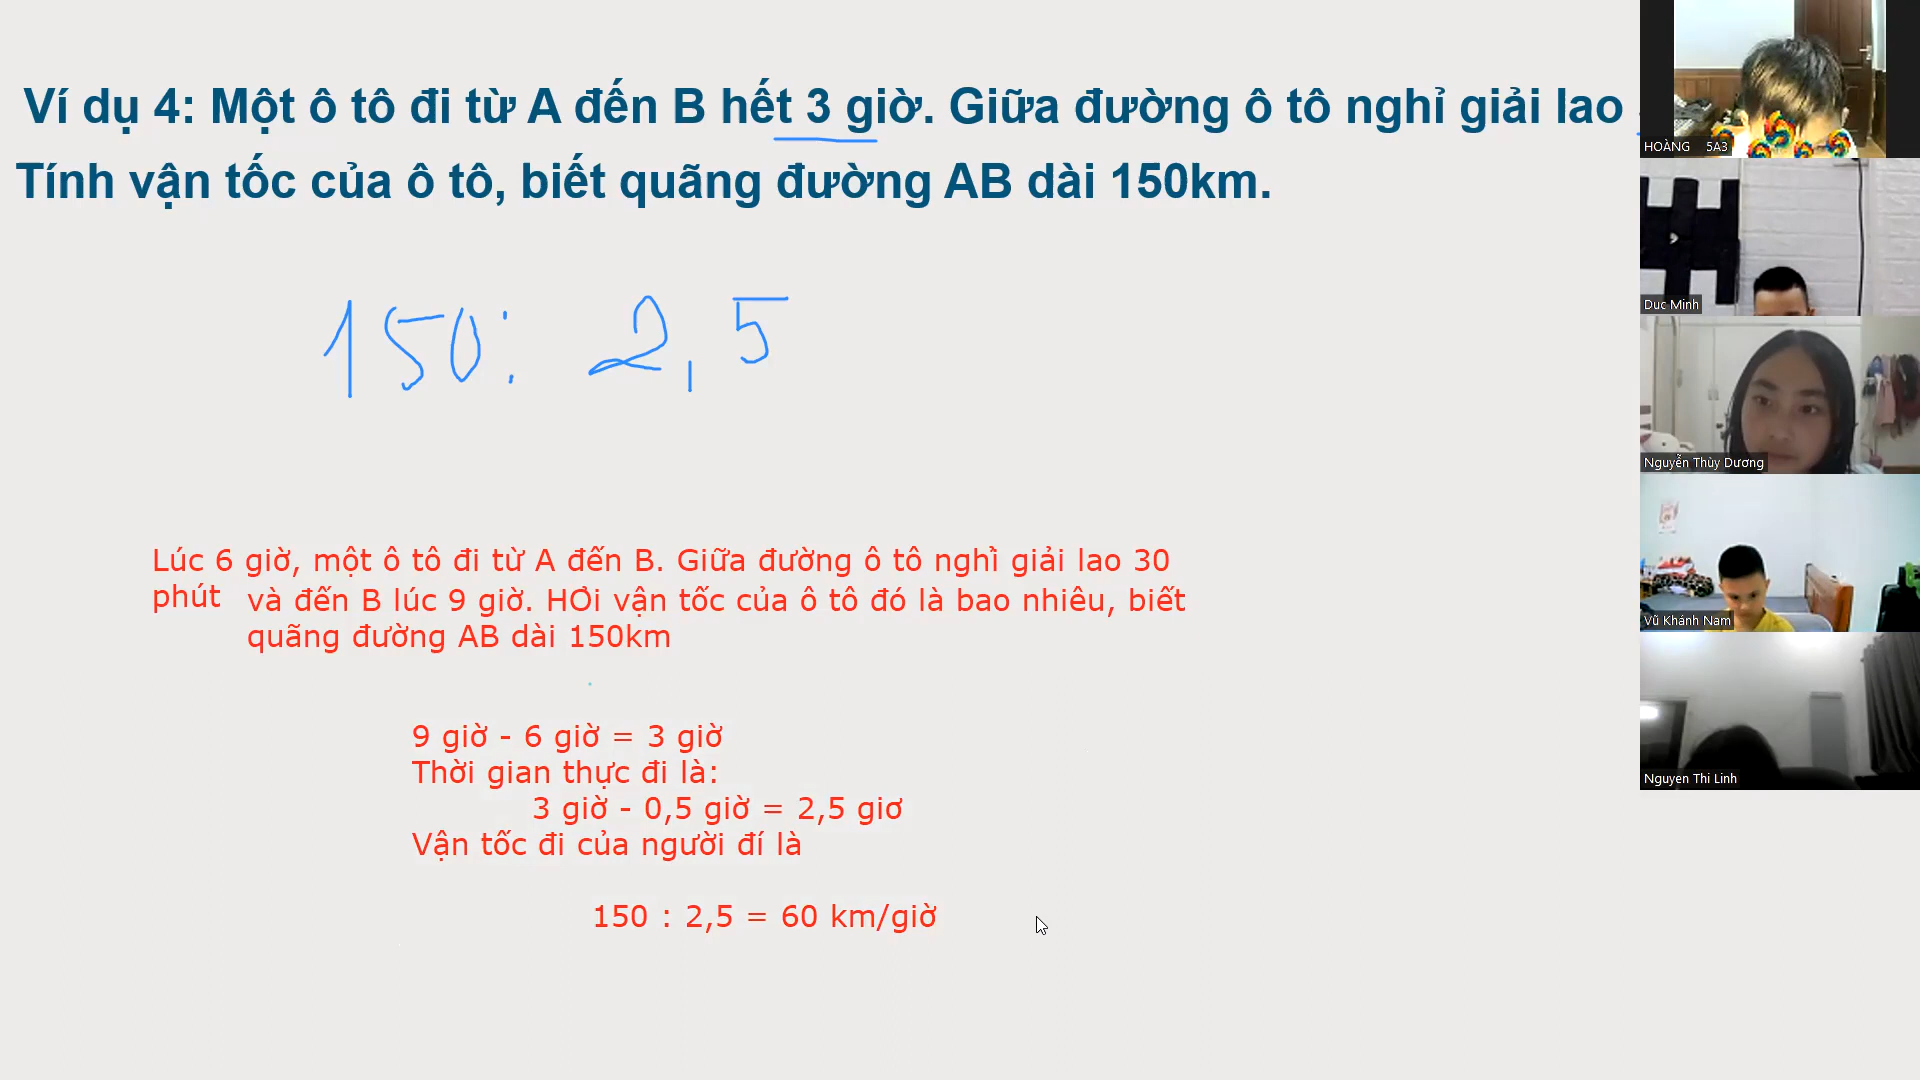 Ví dụ 4: Một ô tô đi từ A đến B hết 3 giờ. Giữa đường ô tô nghỉ giải lao
Tính vận tốc của ô tô, biết quãng đường AB dài 150km.
150: 2,5
Lúc 6 giờ, một ô tô đi từ A đến B. Giữa đường ô tô nghỉ giải lao 30
phút
và đến B lúc 9 giờ. HỜi vận tốc của ô tô đó là bao nhiêu, biết
quãng đường AB dài 150km
9 giờ - 6 giờ = 3 giờ
Thời gian thực đi là:
3 giờ - 0,5 giờ = 2,5 giơ
Vận tốc đi của người đí là
150 : 2,5 = 60 km/giờ
HOÀNG 5A3
Duc Minh
Nguyễn Thùy Dương
Vũ Khánh Nam
Nguyen Thi Linh